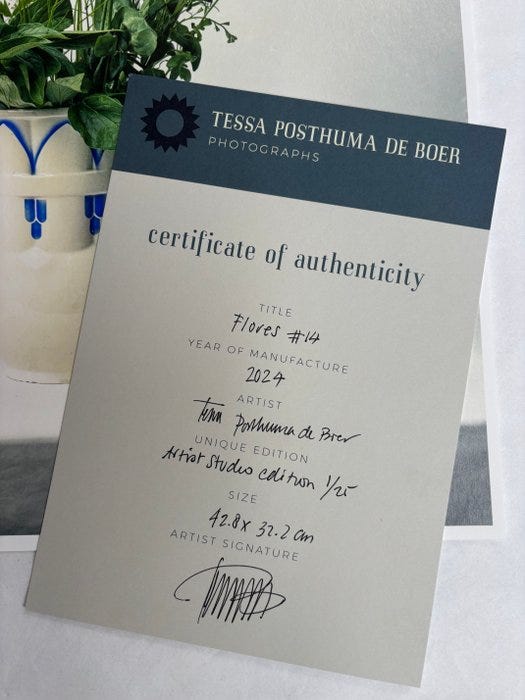 TESSA POSTHUMA DE BOER
PHOTOGRAPHS
certificate of authenticity
TITLE
Flores #14
YEAR OF MANUFACTURE
2024
ARTIST
Tessa Posthuma de Boer
UNIQUE EDITION
Artist Studio edition 1/25
SIZE
42.8 x 32.2 cm
ARTIST SIGNATURE